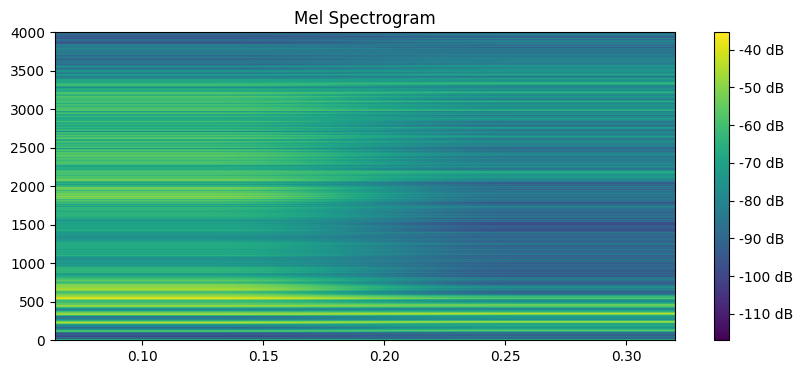 Mel Spectrogram
4000
3500
3000
2500
2000
1500
1000
500
0
0.10 0.15 0.20 0.25 0.30
-40 dB
-50 dB
-60 dB
-70 dB
-80 dB
-90 dB
-100 dB
-110 dB